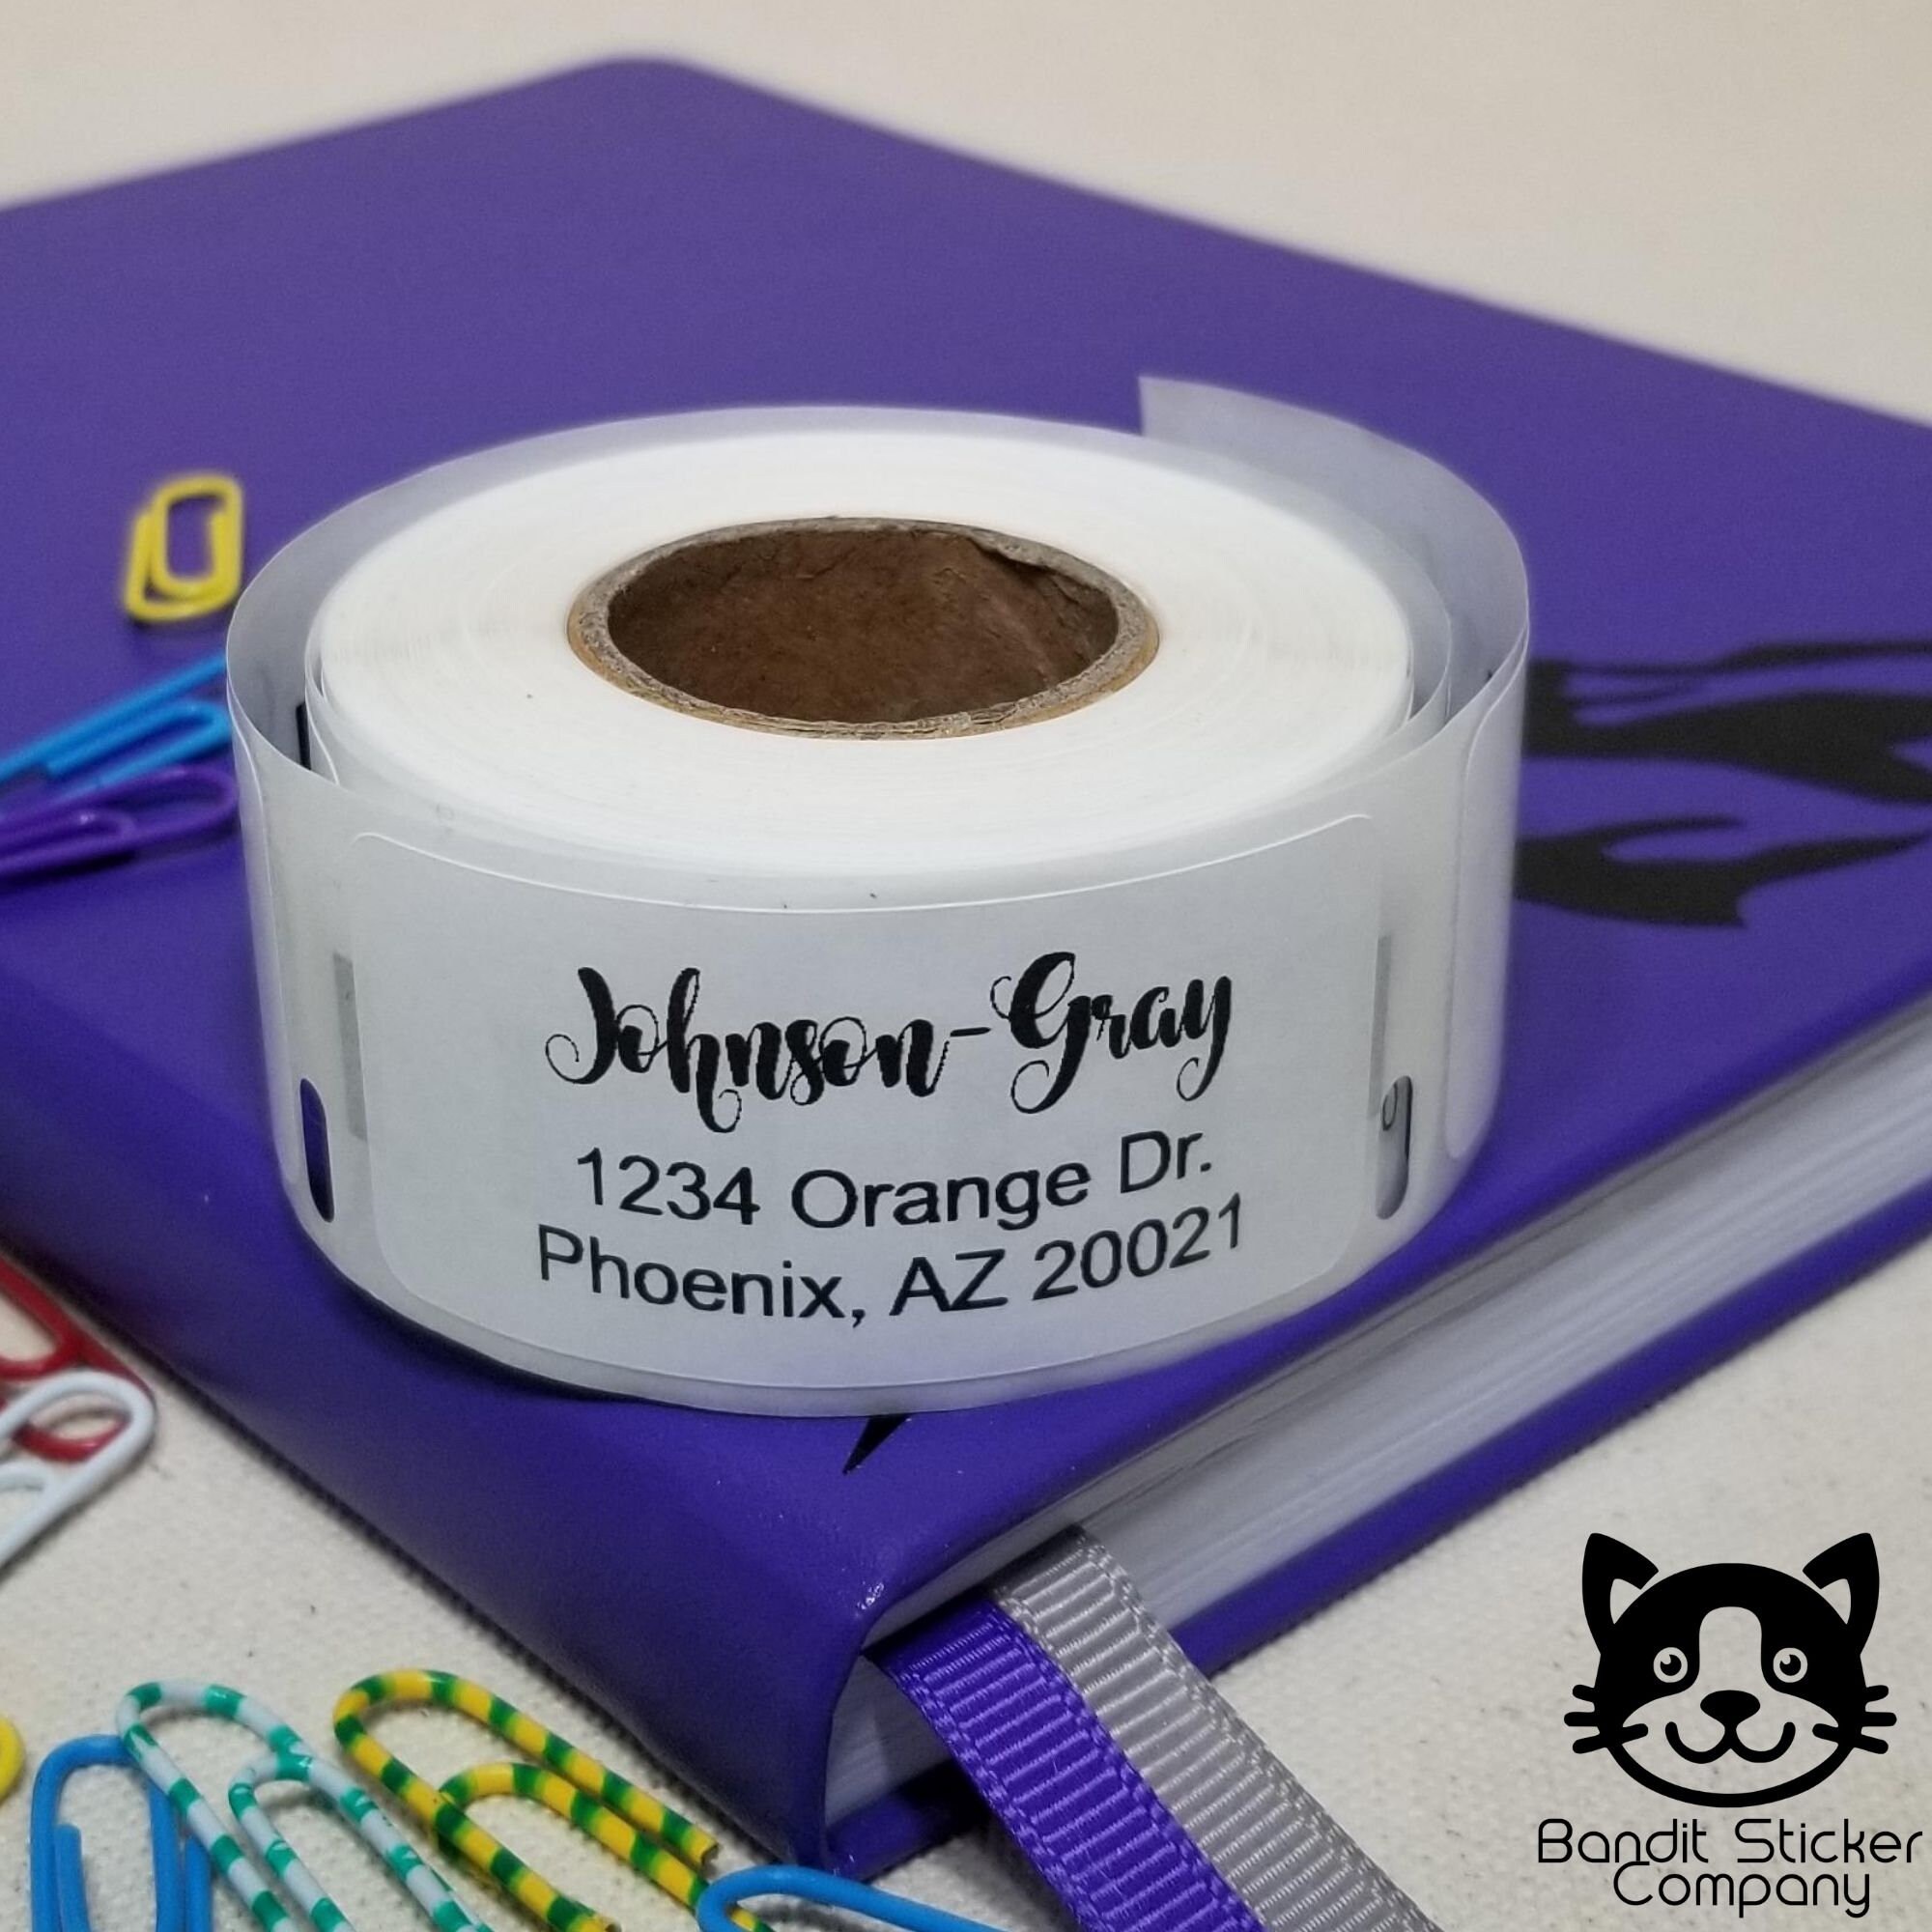 Johnson-Gray
1234 Orange Dr.
Phoenix, AZ 20021
Bandit Sticker
Company